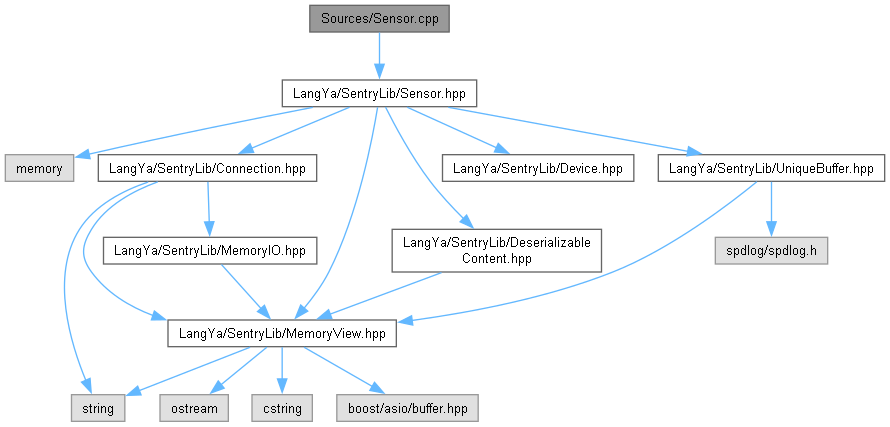 Sources/Sensor.cpp
LangYa/SentryLib/Sensor.hpp
memory
LangYa/SentryLib/Connection.hpp
LangYa/SentryLib/Device.hpp
LangYa/SentryLib/UniqueBuffer.hpp
LangYa/SentryLib/MemoryIO.hpp
LangYa/SentryLib/Deserializable
Content.hpp
spdlog/spdlog.h
LangYa/SentryLib/MemoryView.hpp
string
ostream
cstring
boost/asio/buffer.hpp